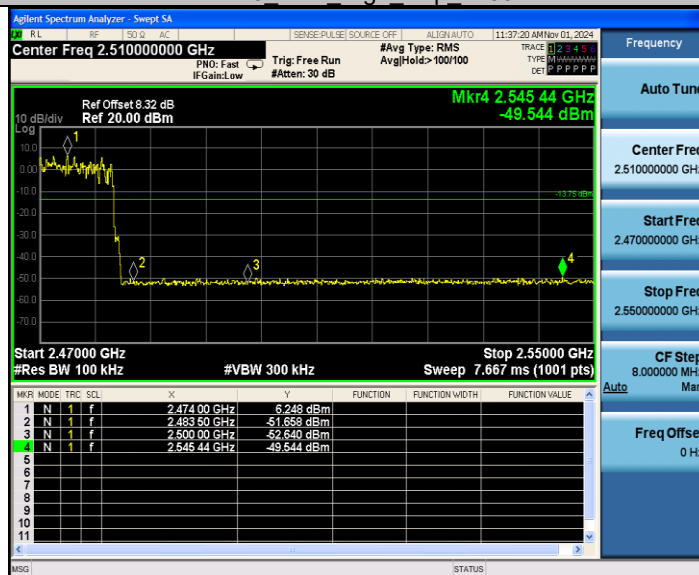 Agilent Spectrum Analyzer - Swept SA
RL RF 50 Ω AC SENSE:PULSE SOURCE OFF ALIGN AUTO 11:37:20 AM Nov 01, 2024
Center Freq 2.510000000 GHz
PNO: Fast
IFGain:Low
Trig: Free Run
#Atten: 30 dB
#Avg Type: RMS
Avg|Hold:>100/100
TRACE 1 2 3 4 5 6
TYPE M
DET P P P P P P
Frequency
Ref Offset 8.32 dB
10 dB/div Ref 20.00 dBm
Log
Mkr4 2.545 44 GHz
-49.544 dBm
10.0
0.00
-10.0
-20.0
-30.0
-40.0
-50.0
-60.0
-70.0
1
2
3
4
-13.75 dBm
Start 2.47000 GHz Stop 2.55000 GHz
#Res BW 100 kHz #VBW 300 kHz Sweep 7.667 ms (1001 pts)
MKR MODE TRC SCL X Y FUNCTION FUNCTION WIDTH FUNCTION VALUE
1 N 1 f 2.474 00 GHz 6.248 dBm
2 N 1 f 2.483 50 GHz -51.658 dBm
3 N 1 f 2.500 00 GHz -52.640 dBm
4 N 1 f 2.545 44 GHz -49.544 dBm
5
6
7
8
9
10
11
MSG STATUS
Auto Tune
Center Freq
2.510000000 GHz
Start Freq
2.470000000 GHz
Stop Freq
2.550000000 GHz
CF Step
8.000000 MHz
Auto Man
Freq Offset
0 Hz